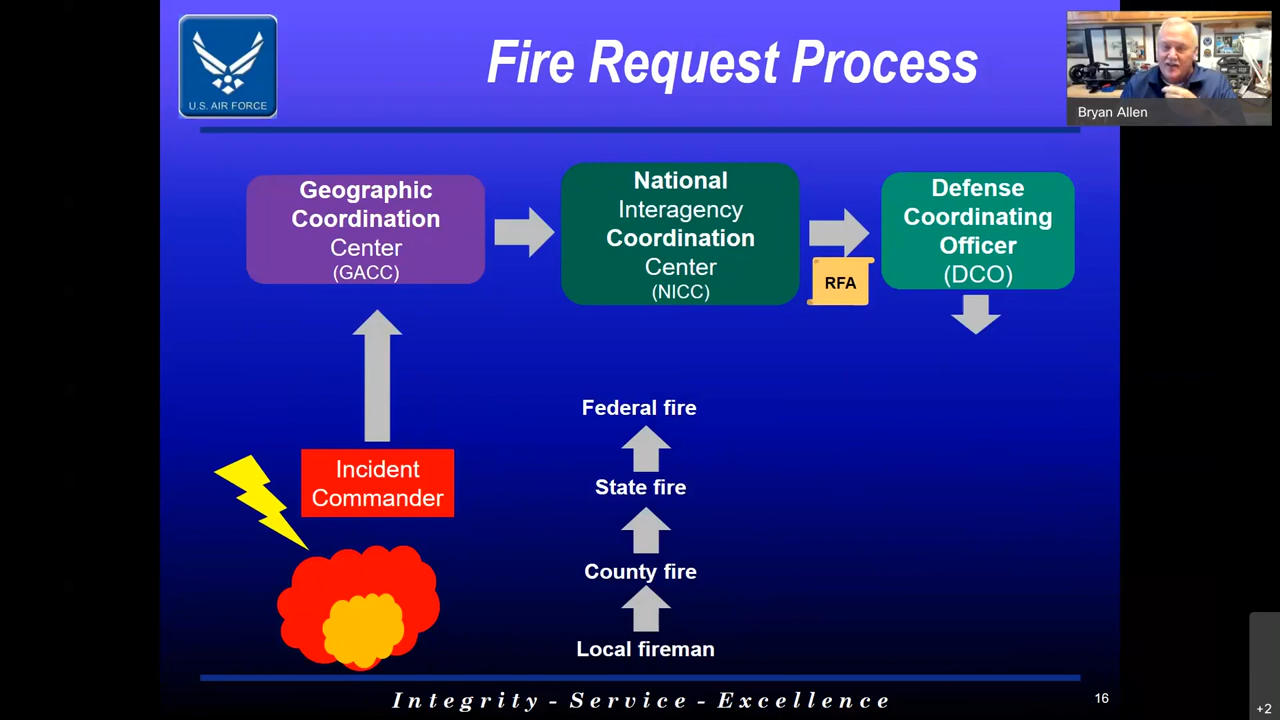 Fire Request Process
U.S. AIR FORCE
Bryan Allen
Geographic
Coordination
Center
(GACC)
National
Interagency
Coordination
Center
(NICC)
RFA
Defense
Coordinating
Officer
(DCO)
Incident
Commander
Federal fire
State fire
County fire
Local fireman
Integrity - Service - Excellence
16
+2